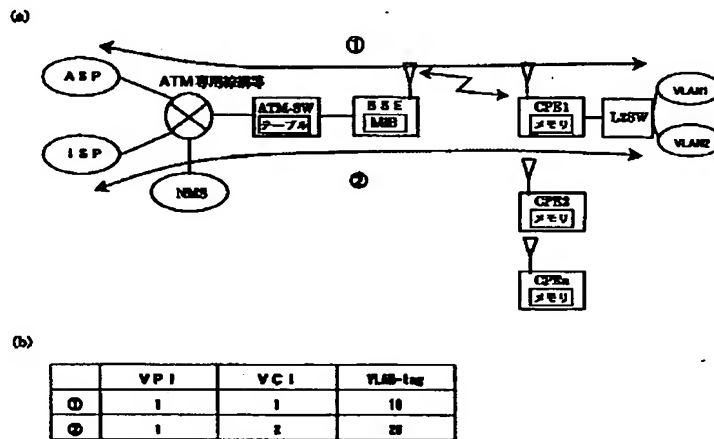 (a)
①
ASP
ATM専用線網等
ATM-SW
テーブル
BSE
MIB
CPE1
メモリ
L2SW
VLAN1
VLAN2
ISP
NMS
②
CPE2
メモリ
CPEn
メモリ
(b)
VPI VCI VLAN-tag
① 1 1 10
② 1 2 20